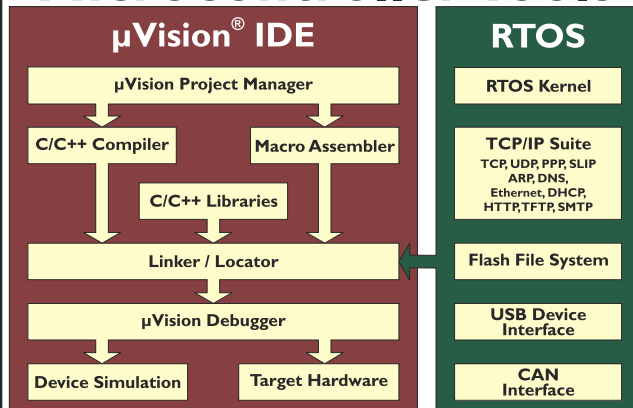 µVision® IDE
µVision Project Manager
C/C++ Compiler
Macro Assembler
C/C++ Libraries
Linker / Locator
µVision Debugger
Device Simulation
Target Hardware
RTOS
RTOS Kernel
TCP/IP Suite
TCP, UDP, PPP, SLIP
ARP, DNS,
Ethernet, DHCP,
HTTP,TFTP, SMTP
Flash File System
USB Device
Interface
CAN
Interface